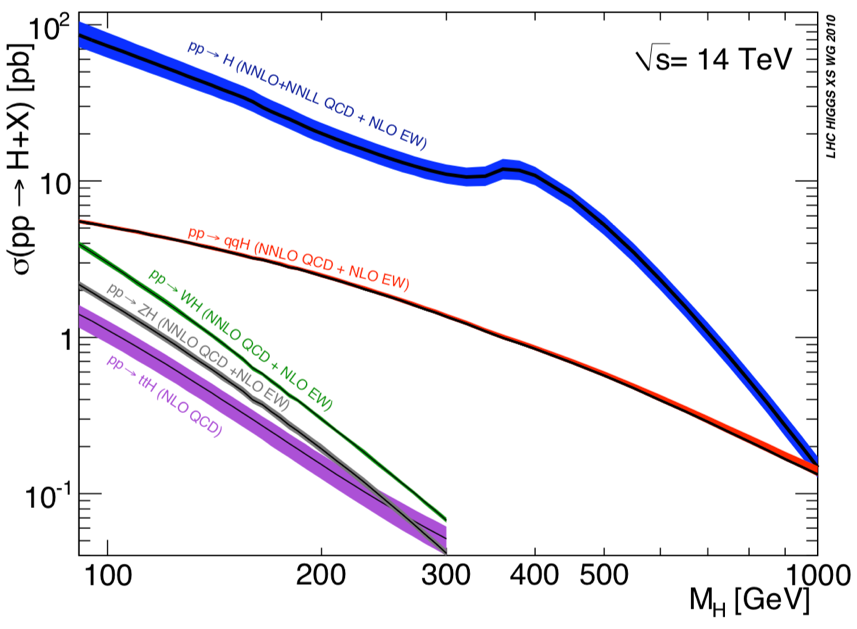 10²
10
1
10⁻¹
σ(pp → H+X) [pb]
√s= 14 TeV
LHC HIGGS XS WG 2010
pp→ H (NNLO+NNLL QCD + NLO EW)
pp→ qqH (NNLO QCD + NLO EW)
pp→ WH (NNLO QCD + NLO EW)
pp→ ZH (NNLO QCD +NLO EW)
pp→ ttH (NLO QCD)
100 200 300 400 500 1000
M_H [GeV]